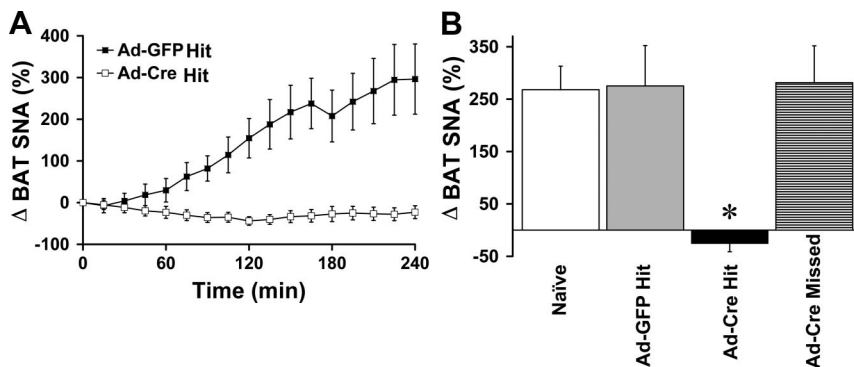 A
Ad-GFP Hit
Ad-Cre Hit
Δ BAT SNA (%)
400
300
200
100
0
-100
0
60
120
180
240
Time (min)
B
Δ BAT SNA (%)
350
250
150
50
-50
*
Naïve
Ad-GFP Hit
Ad-Cre Hit
Ad-Cre Missed